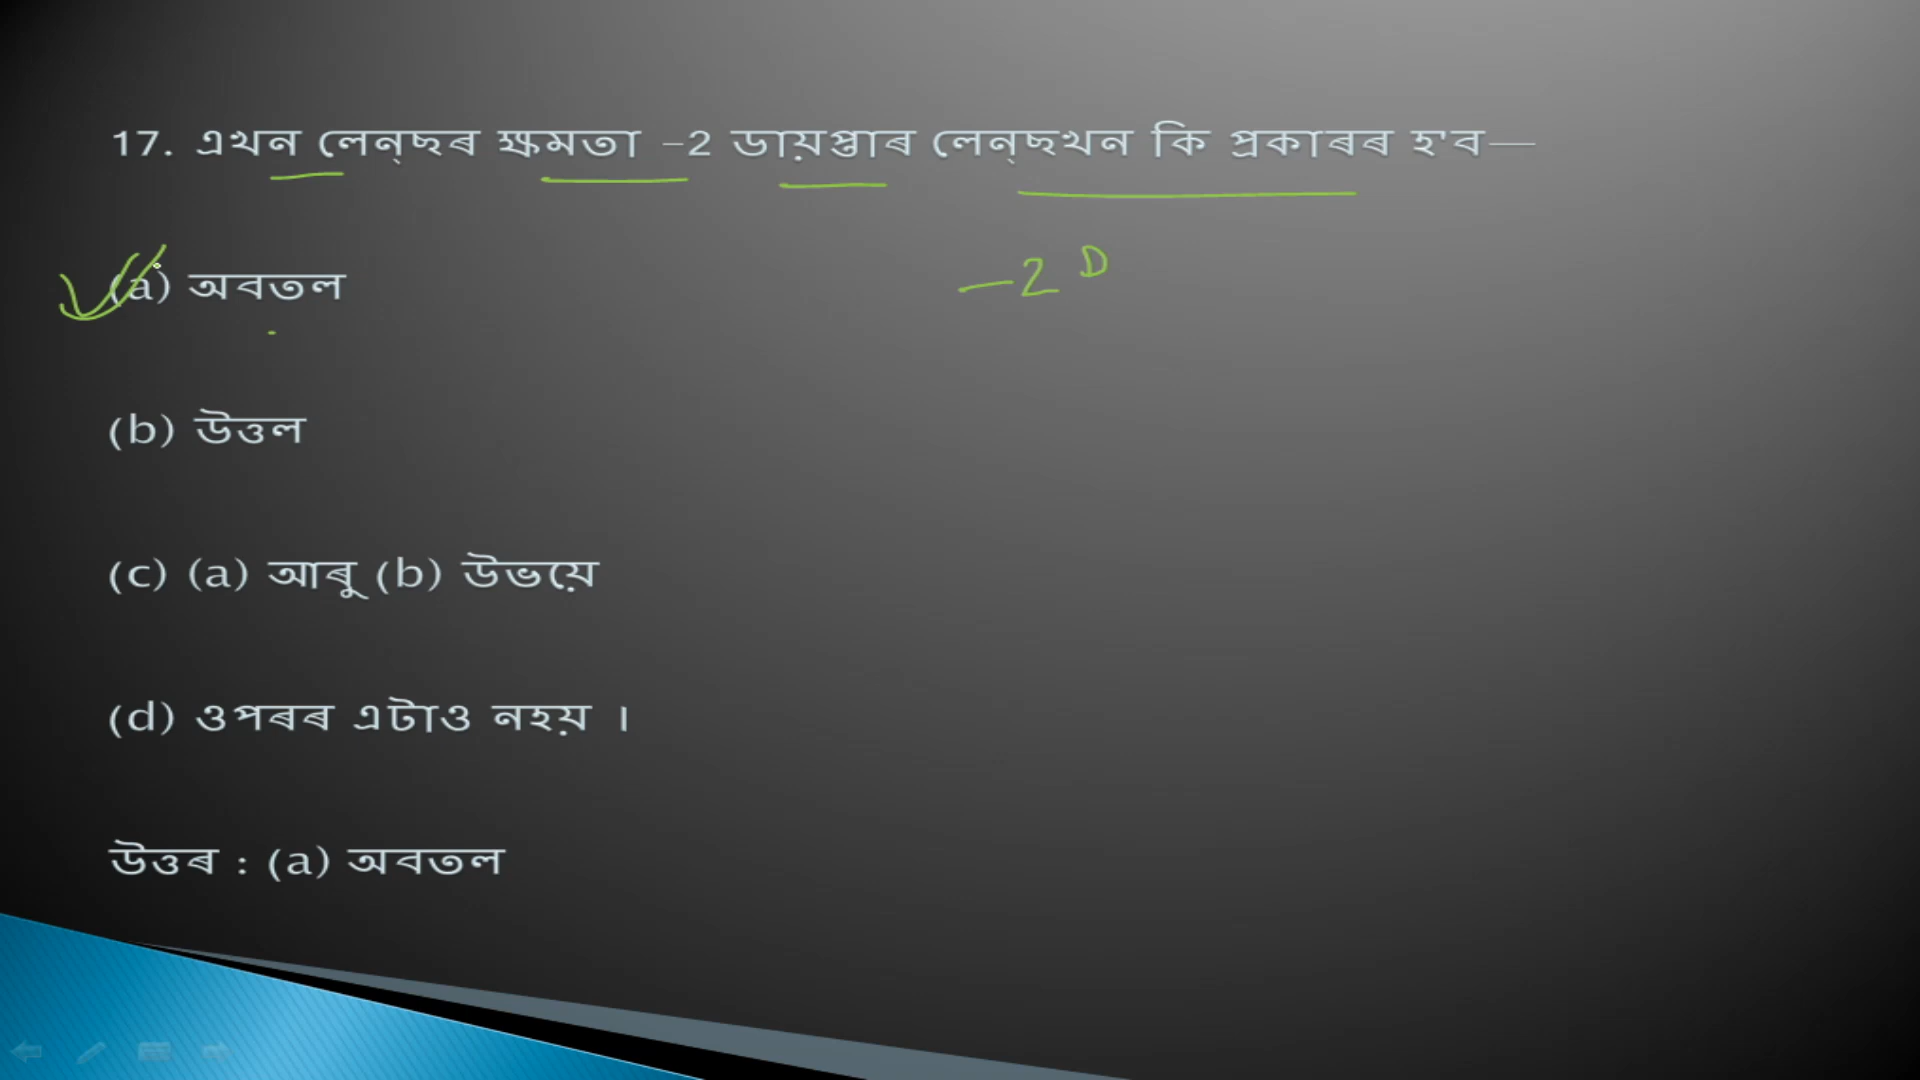 17. এখন লেন্ছৰ ক্ষমতা -2 ডায়প্তাৰ লেন্ছখন কি প্ৰকাৰৰ হ'ব—
(a) অবতল
-2 D
(b) উত্তল
(c) (a) আৰু (b) উভয়ে
(d) ওপৰৰ এটাও নহয় ।
উত্তৰ : (a) অবতল